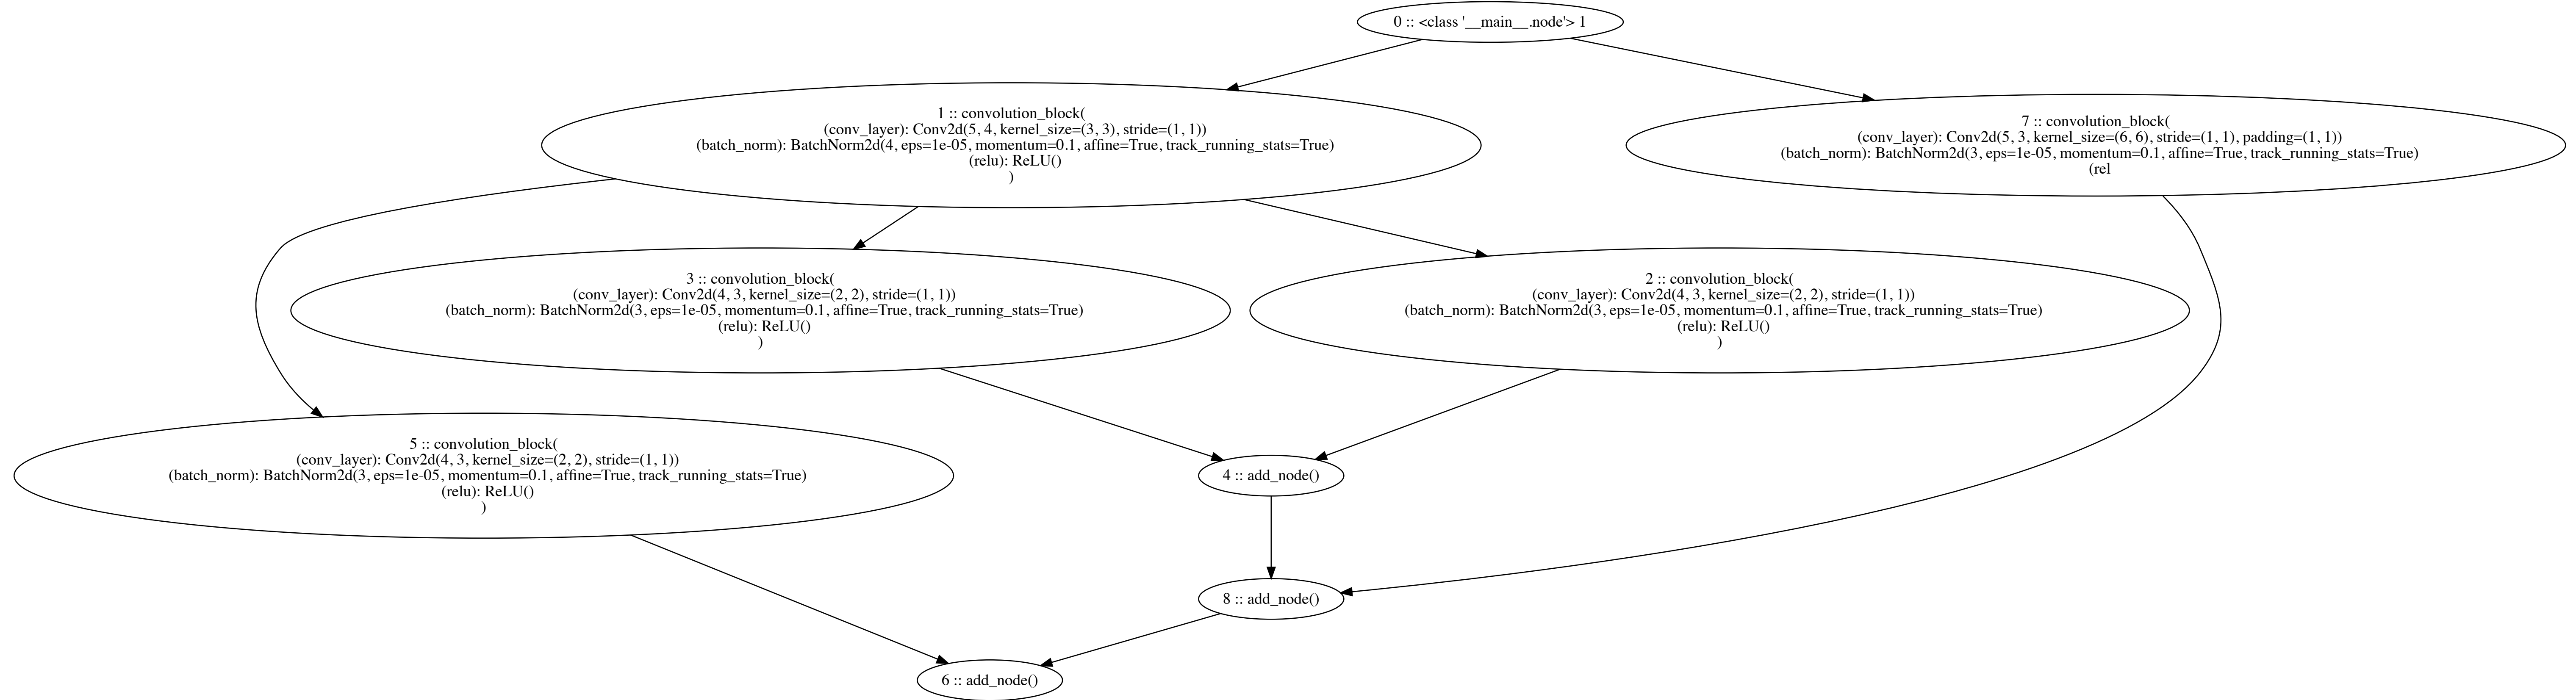 0 :: <class '__main__.node'> 1
1 :: convolution_block(
(conv_layer): Conv2d(5, 4, kernel_size=(3, 3), stride=(1, 1))
(batch_norm): BatchNorm2d(4, eps=1e-05, momentum=0.1, affine=True, track_running_stats=True)
(relu): ReLU()
)
7 :: convolution_block(
(conv_layer): Conv2d(5, 3, kernel_size=(6, 6), stride=(1, 1), padding=(1, 1))
(batch_norm): BatchNorm2d(3, eps=1e-05, momentum=0.1, affine=True, track_running_stats=True)
(rel
3 :: convolution_block(
(conv_layer): Conv2d(4, 3, kernel_size=(2, 2), stride=(1, 1))
(batch_norm): BatchNorm2d(3, eps=1e-05, momentum=0.1, affine=True, track_running_stats=True)
(relu): ReLU()
)
2 :: convolution_block(
(conv_layer): Conv2d(4, 3, kernel_size=(2, 2), stride=(1, 1))
(batch_norm): BatchNorm2d(3, eps=1e-05, momentum=0.1, affine=True, track_running_stats=True)
(relu): ReLU()
)
5 :: convolution_block(
(conv_layer): Conv2d(4, 3, kernel_size=(2, 2), stride=(1, 1))
(batch_norm): BatchNorm2d(3, eps=1e-05, momentum=0.1, affine=True, track_running_stats=True)
(relu): ReLU()
)
4 :: add_node()
8 :: add_node()
6 :: add_node()